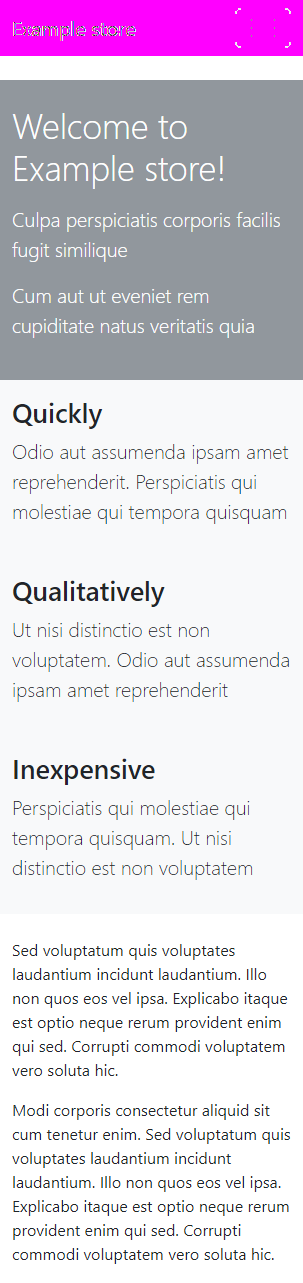 Example store
Welcome to
Example store!
Culpa perspiciatis corporis facilis
fugit similique
Cum aut ut eveniet rem
cupiditate natus veritatis quia
Quickly
Odio aut assumenda ipsam amet
reprehenderit. Perspiciatis qui
molestiae qui tempora quisquam
Qualitatively
Ut nisi distinctio est non
voluptatem. Odio aut assumenda
ipsam amet reprehenderit
Inexpensive
Perspiciatis qui molestiae qui
tempora quisquam. Ut nisi
distinctio est non voluptatem
Sed voluptatum quis voluptates
laudantium incidunt laudantium. Illo
non quos eos vel ipsa. Explicabo itaque
est optio neque rerum provident enim
qui sed. Corrupti commodi voluptatem
vero soluta hic.
Modi corporis consectetur aliquid sit
cum tenetur enim. Sed voluptatum quis
voluptates laudantium incidunt
laudantium. Illo non quos eos vel ipsa.
Explicabo itaque est optio neque rerum
provident enim qui sed. Corrupti
commodi voluptatem vero soluta hic.